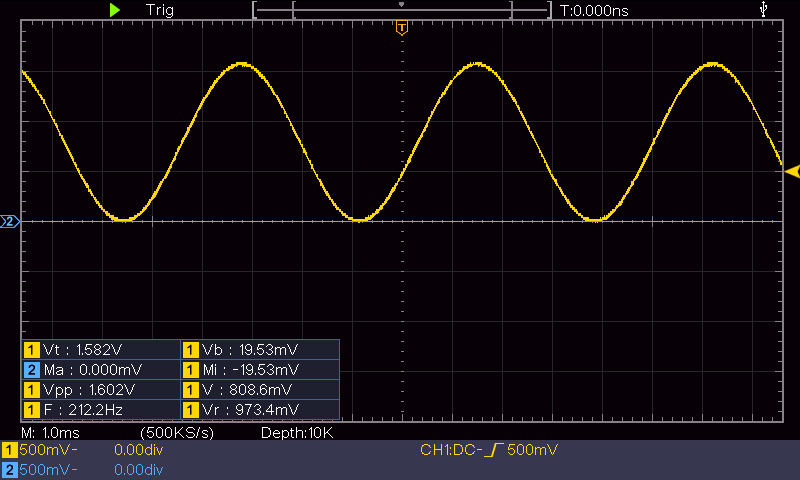 Trig T:0.000ns
T
2
1 Vt : 1.582V 1 Vb : 19.53mV
2 Ma : 0.000mV 1 Mi : -19.53mV
1 Vpp : 1.602V 1 V : 808.6mV
1 F : 212.2Hz 1 Vr : 973.4mV
M: 1.0ms (500KS/s) Depth:10K
1 500mV- 0.00div CH1:DC- 500mV
2 500mV- 0.00div